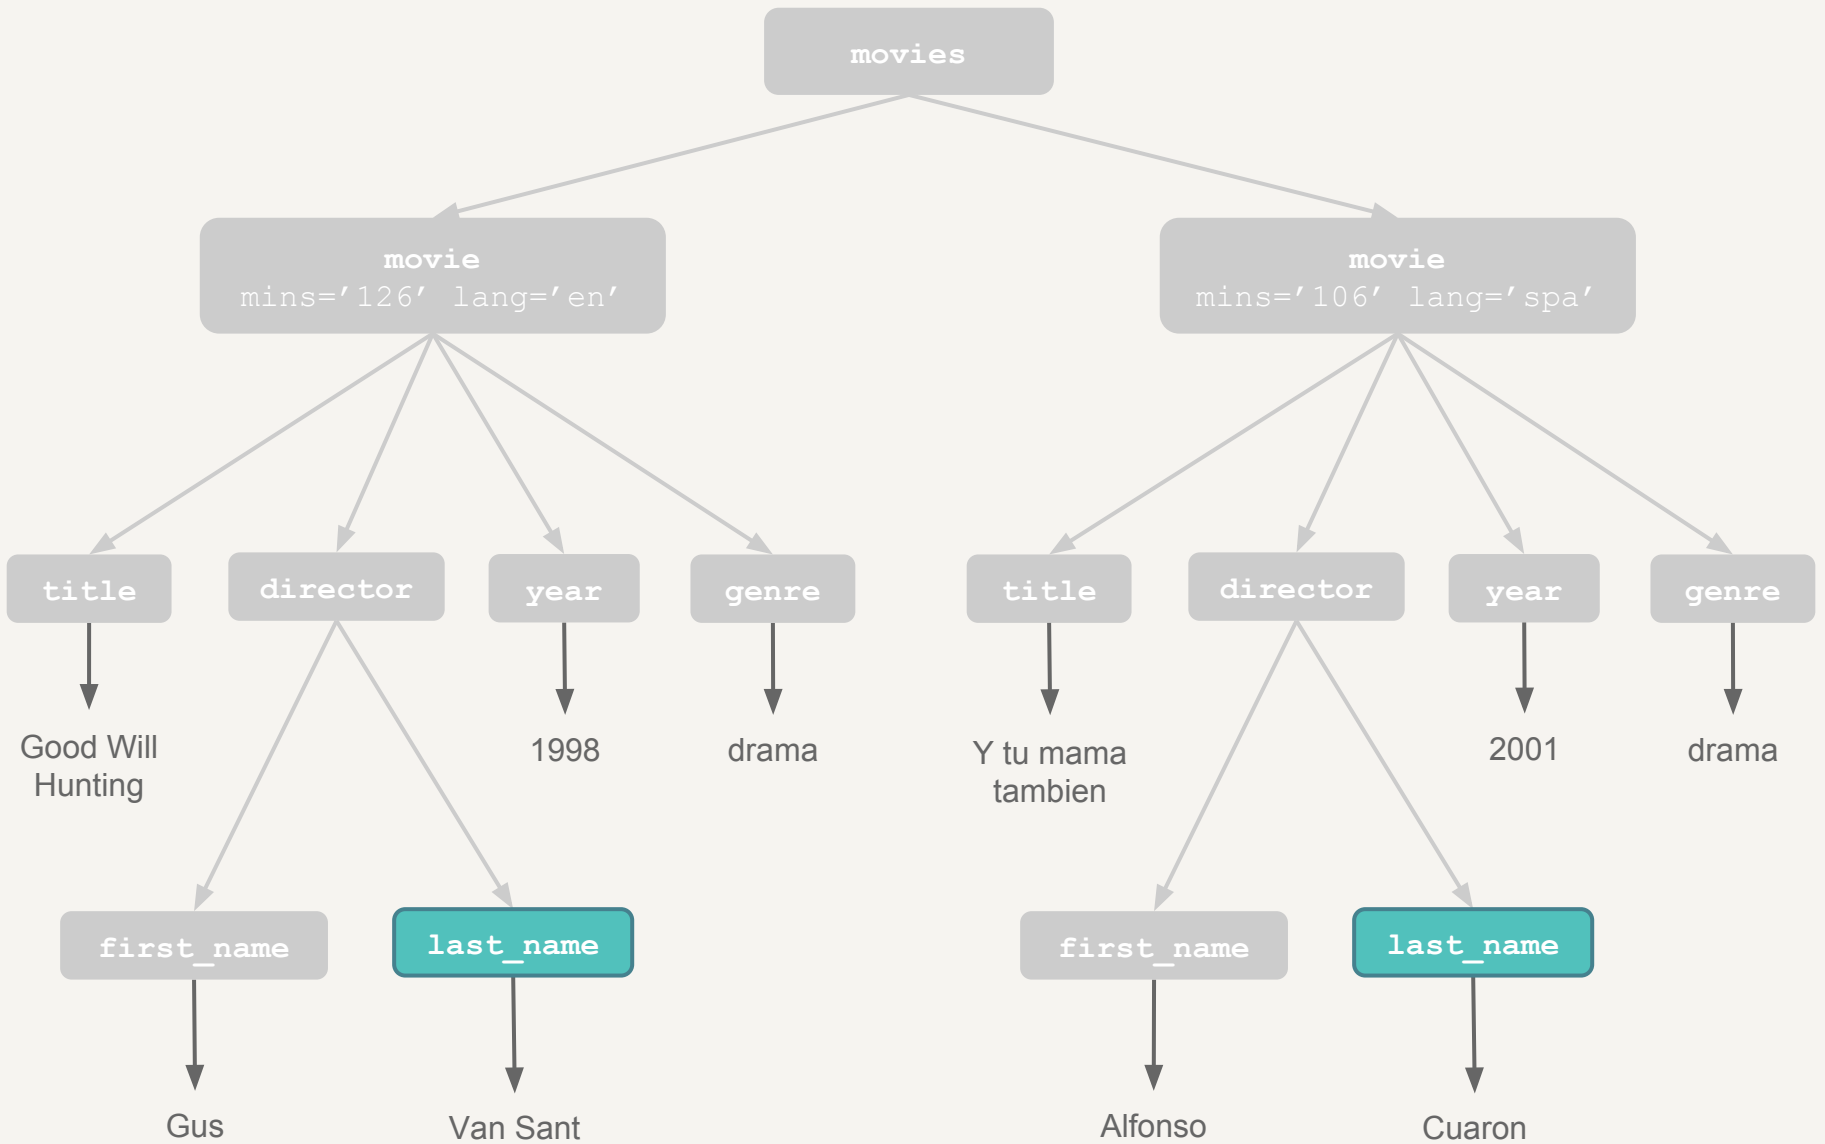 movies
movie
mins=’126’ lang=’en’
movie
mins=’106’ lang=’spa’
title
director
year
genre
title
director
year
genre
Good Will
Hunting
1998
drama
Y tu mama
tambien
2001
drama
first_name
last_name
first_name
last_name
Gus
Van Sant
Alfonso
Cuaron